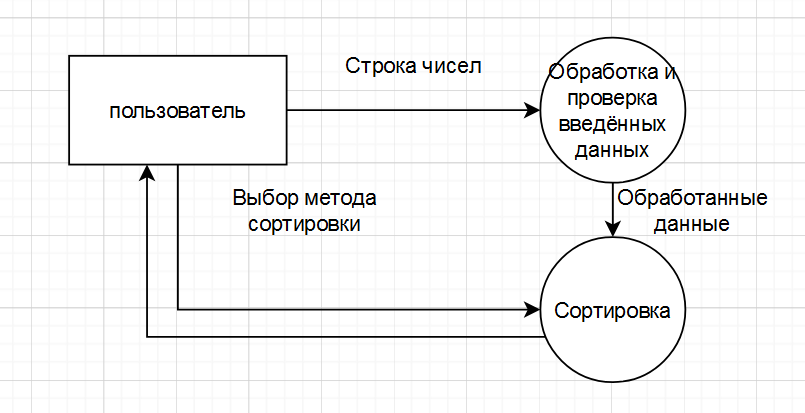 Строка чисел
пользователь
Обработка и
проверка
введённых
данных
Выбор метода
сортировки
Обработанные
данные
Сортировка